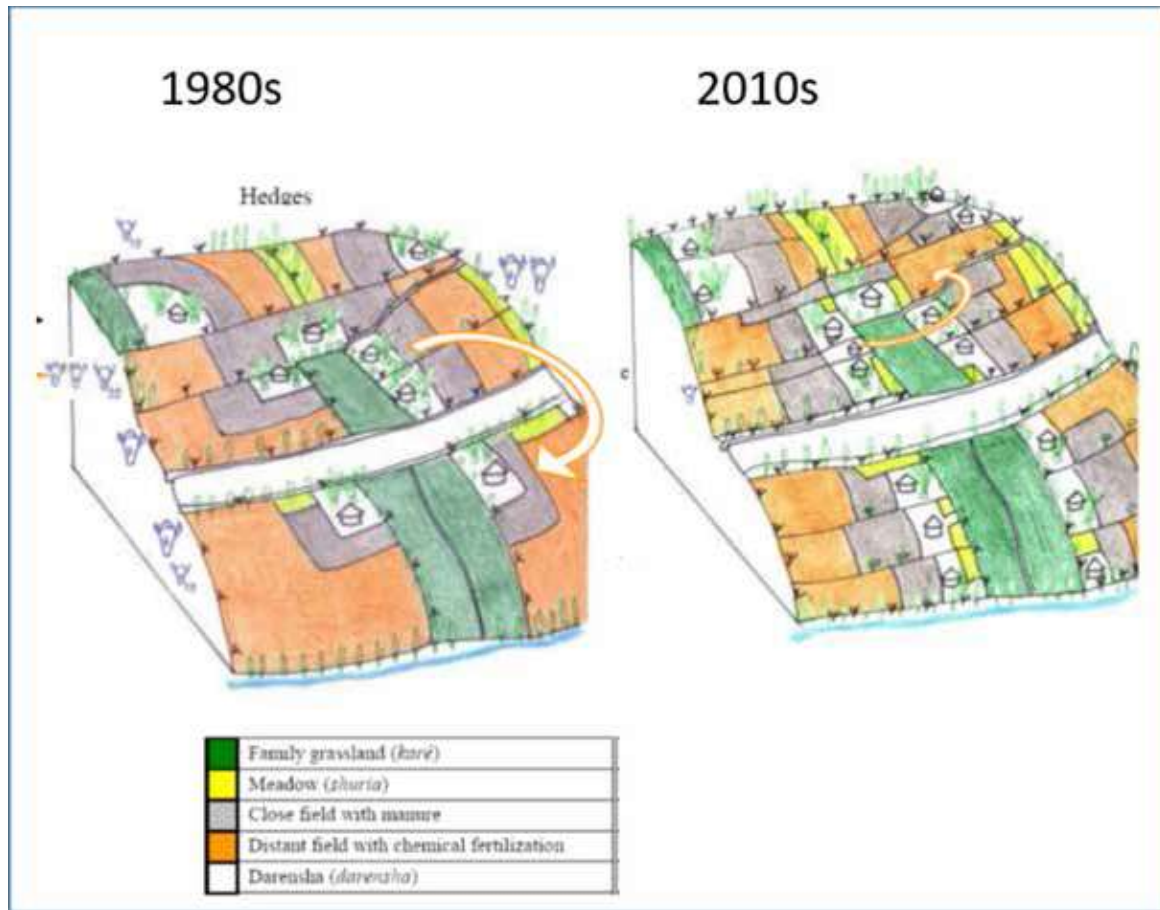 1980s
2010s
Hedges
Family grassland (karé)
Meadow (shuria)
Close field with manure
Distant field with chemical fertilization
Darensha (darensha)